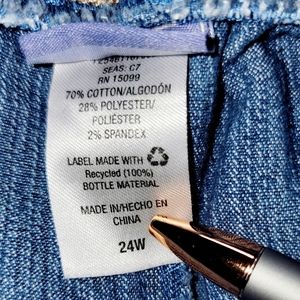 SEAS: C7
RN 15099
70% COTTON/ALGODÓN
28% POLYESTER/
POLIÉSTER
2% SPANDEX
LABEL MADE WITH
Recycled (100%)
BOTTLE MATERIAL
MADE IN/HECHO EN
CHINA
24W